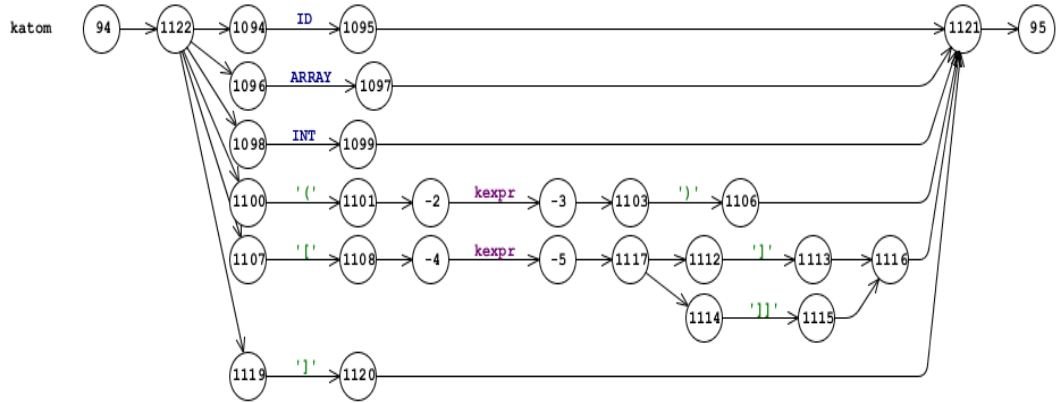 katom 94 1122 1094 ID 1095 1121 95
1096 ARRAY 1097
1098 INT 1099
1100 '(' 1101 -2 kexpr -3 1103 ')' 1106
1107 '[' 1108 -4 kexpr -5 1117 1112 ']' 1113 1116
1114 ']]' 1115
1119 ']' 1120